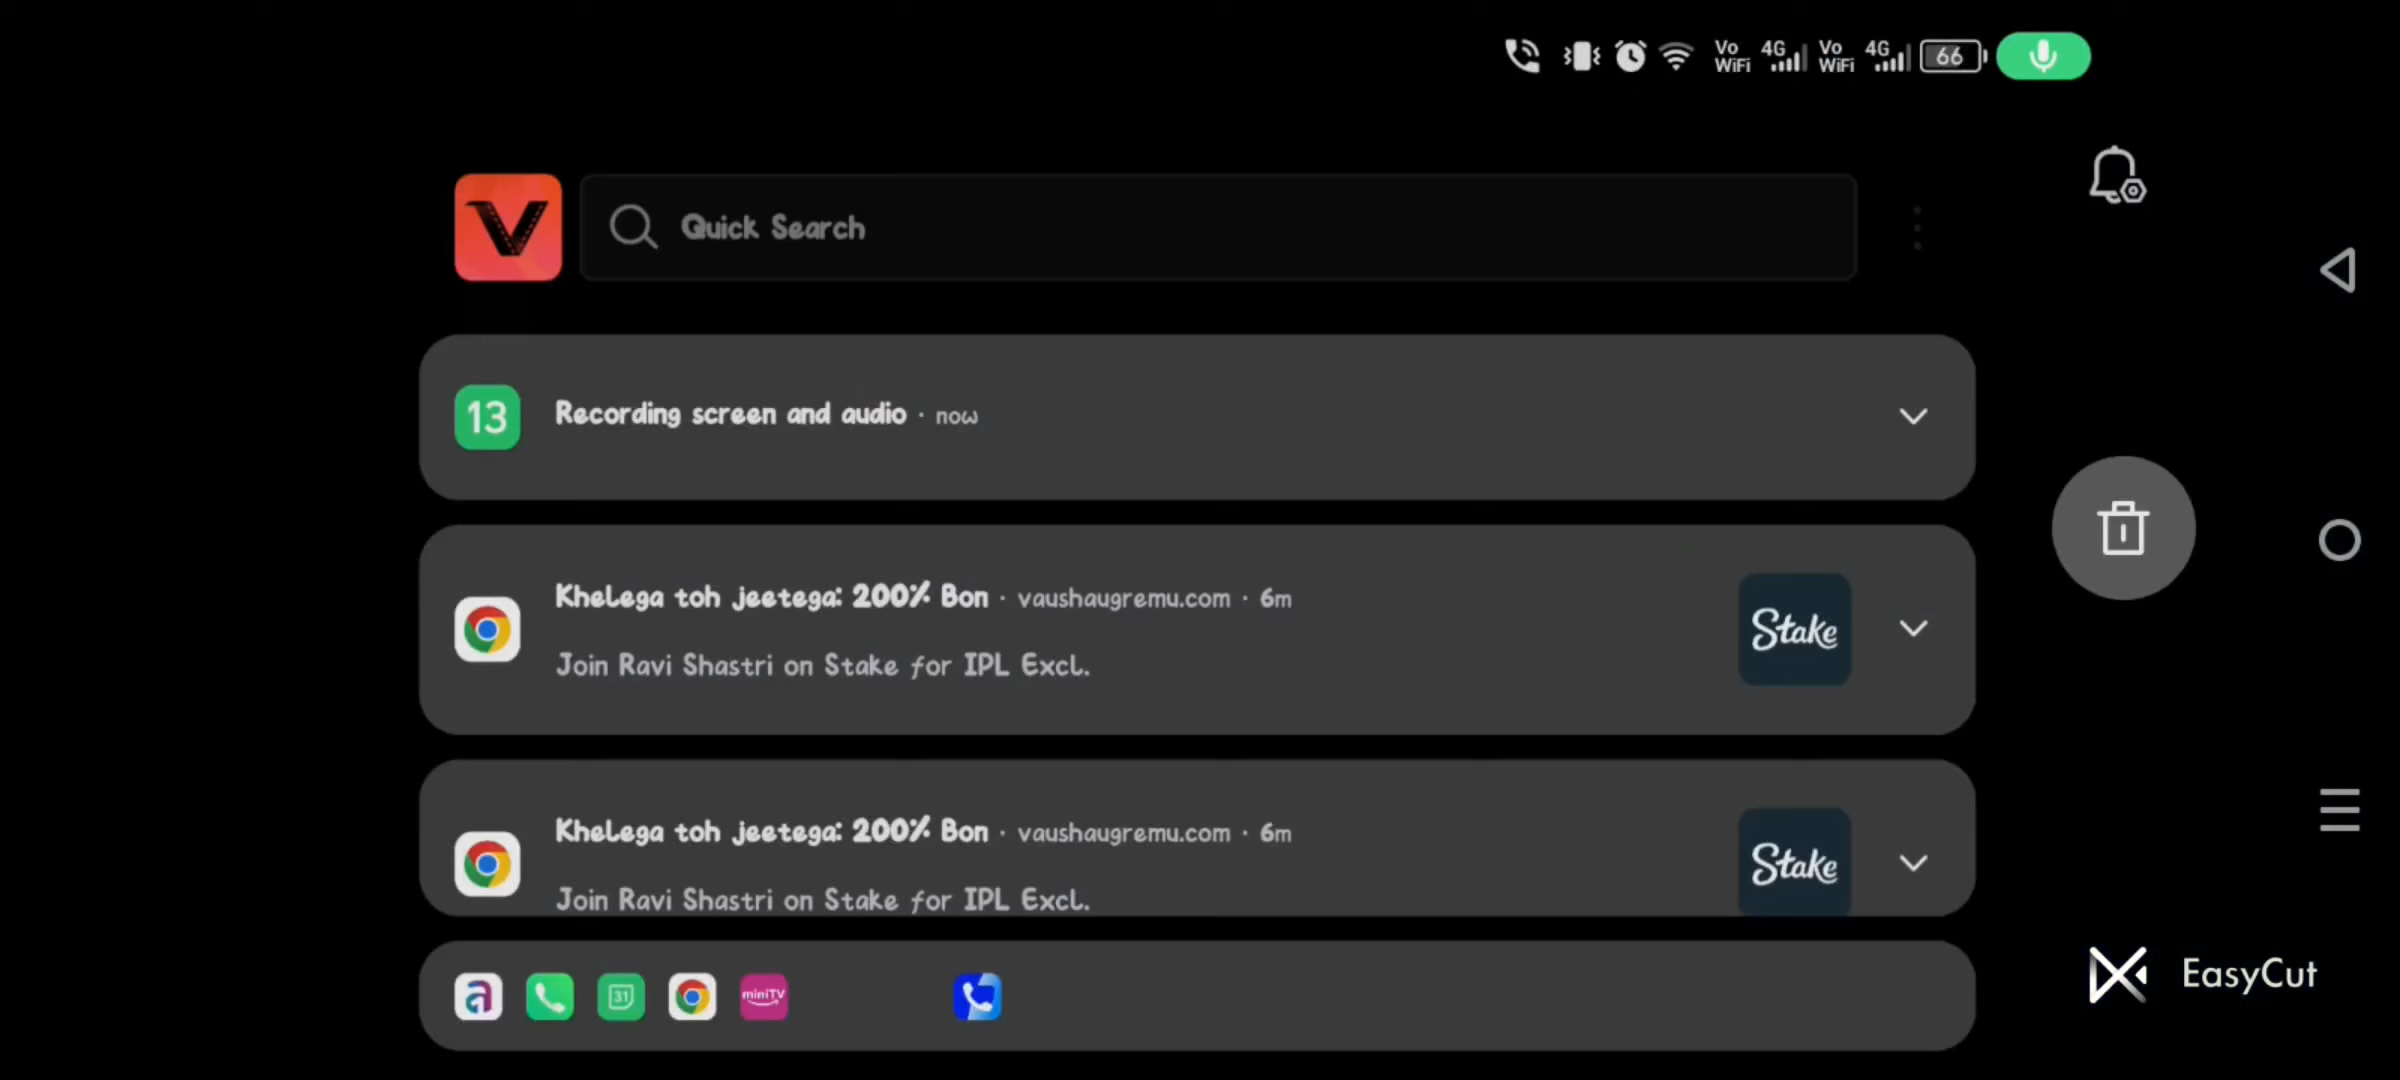 Vo WiFi 4G Vo WiFi 4G 66
V Quick Search
13 Recording screen and audio · now
Khelega toh jeetega: 200% Bon · vaushaugremu.com · 6m
Join Ravi Shastri on Stake for IPL Excl.
Stake
Khelega toh jeetega: 200% Bon · vaushaugremu.com · 6m
Join Ravi Shastri on Stake for IPL Excl.
Stake
a 31 miniTV
EasyCut